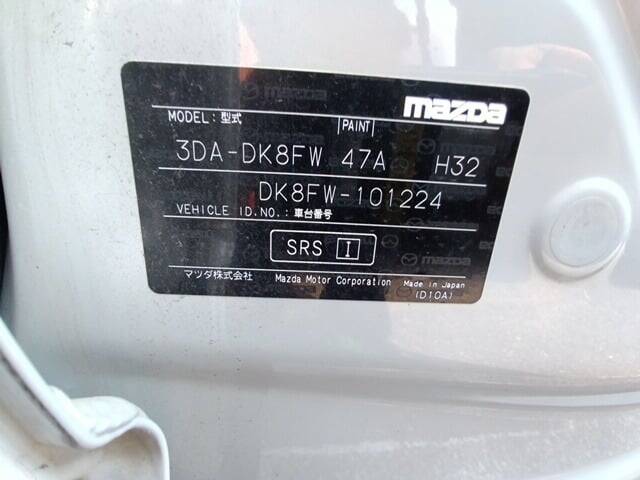 mazda
MODEL: 型式 |PAINT|
3DA-DK8FW 47A H32
DK8FW-101224
VEHICLE ID.NO.: 車台番号
SRS I
マツダ株式会社 Mazda Motor Corporation Made in Japan
(D10A)